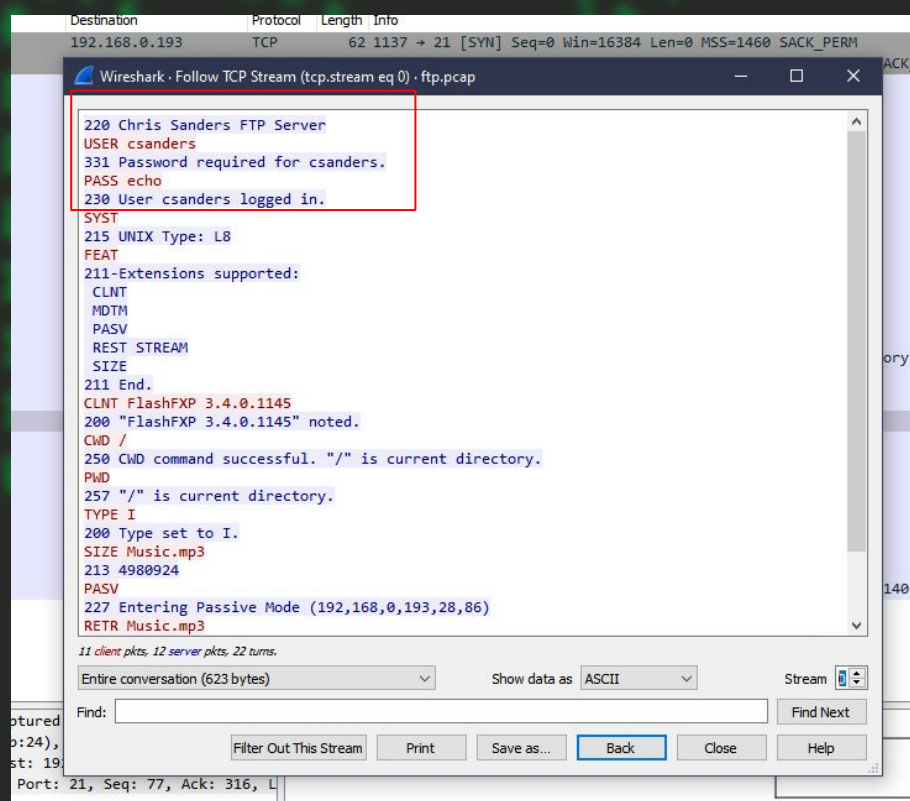 Destination Protocol Length Info
192.168.0.193 TCP 62 1137 → 21 [SYN] Seq=0 Win=16384 Len=0 MSS=1460 SACK_PERM
ACK
Wireshark · Follow TCP Stream (tcp.stream eq 0) · ftp.pcap
220 Chris Sanders FTP Server
USER csanders
331 Password required for csanders.
PASS echo
230 User csanders logged in.
SYST
215 UNIX Type: L8
FEAT
211-Extensions supported:
CLNT
MDTM
PASV
REST STREAM
SIZE
211 End.
CLNT FlashFXP 3.4.0.1145
200 "FlashFXP 3.4.0.1145" noted.
CWD /
250 CWD command successful. "/" is current directory.
PWD
257 "/" is current directory.
TYPE I
200 Type set to I.
SIZE Music.mp3
213 4980924
PASV
227 Entering Passive Mode (192,168,0,193,28,86)
RETR Music.mp3
ory
140
11 client pkts, 12 server pkts, 22 turns.
Entire conversation (623 bytes) Show data as ASCII Stream
Find: Find Next
Filter Out This Stream Print Save as... Back Close Help
ptured
:24),
st: 19
Port: 21, Seq: 77, Ack: 316, L